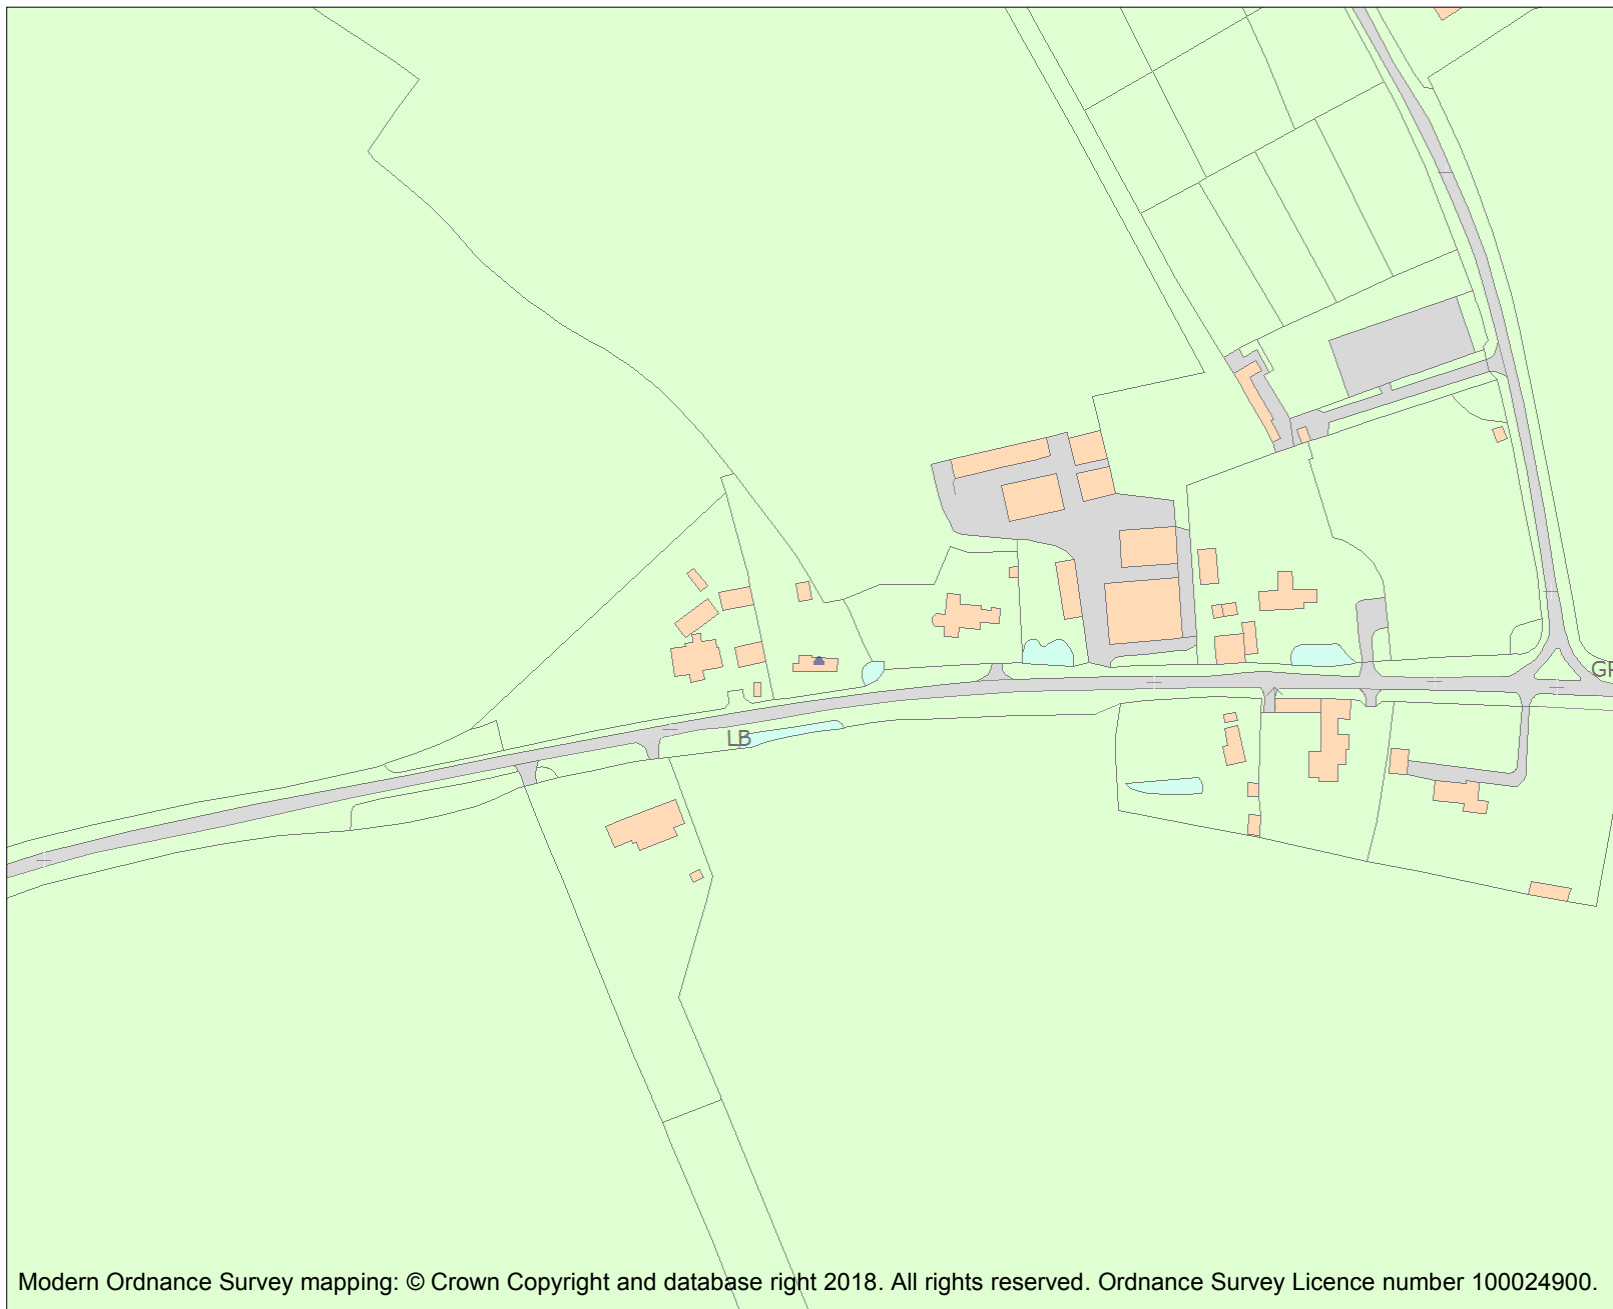 GP
LB
Modern Ordnance Survey mapping: © Crown Copyright and database right 2018. All rights reserved. Ordnance Survey Licence number 100024900.